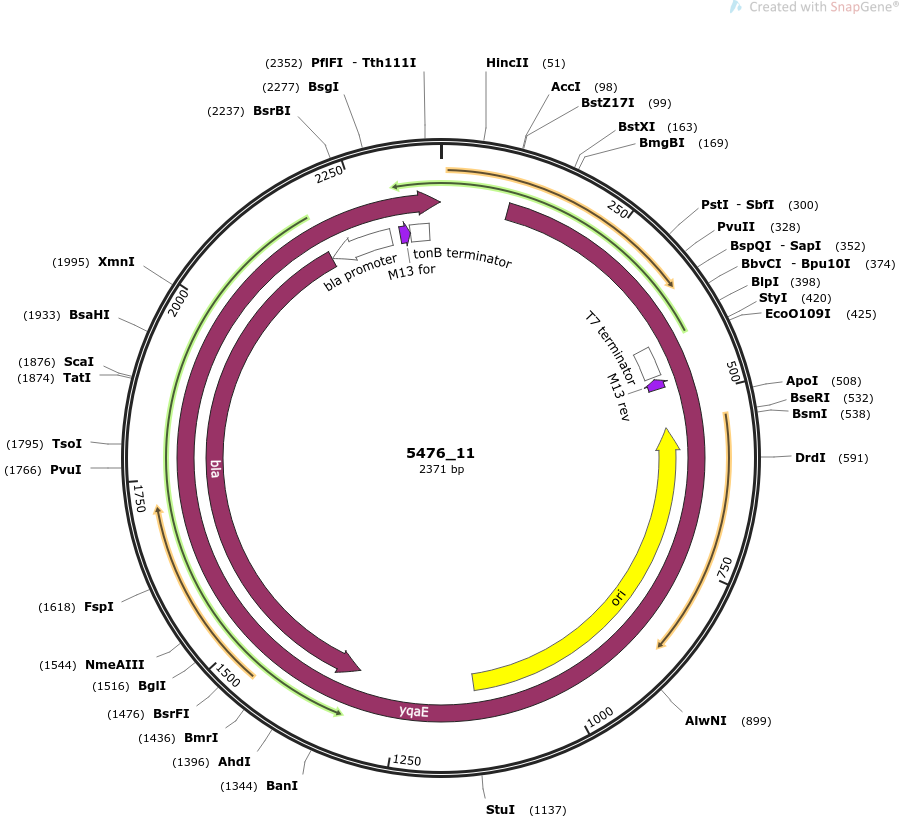 Created with SnapGene®
(2352) PflFI - Tth111I
HincII (51)
(2277) BsgI
AccI (98)
(2237) BsrBI
BstZ17I (99)
BstXI (163)
BmgBI (169)
2250
250
PstI - SbfI (300)
PvuII (328)
BspQI - SapI (352)
(1995) XmnI
bla promoter
M13 for
tonB terminator
BbvCI - Bpu10I (374)
BlpI (398)
2000
StyI (420)
(1933) BsaHI
EcoO109I (425)
T7 terminator
(1876) ScaI
(1874) TatI
500
ApoI (508)
M13 rev
BseRI (532)
BsmI (538)
(1795) TsoI
5476_11
2371 bp
DrdI (591)
(1766) PvuI
bla
1750
750
ori
(1618) FspI
(1544) NmeAIII
(1516) BglI
1500
(1476) BsrFI
yqaE
1000
AlwNI (899)
(1436) BmrI
(1396) AhdI
1250
(1344) BanI
StuI (1137)